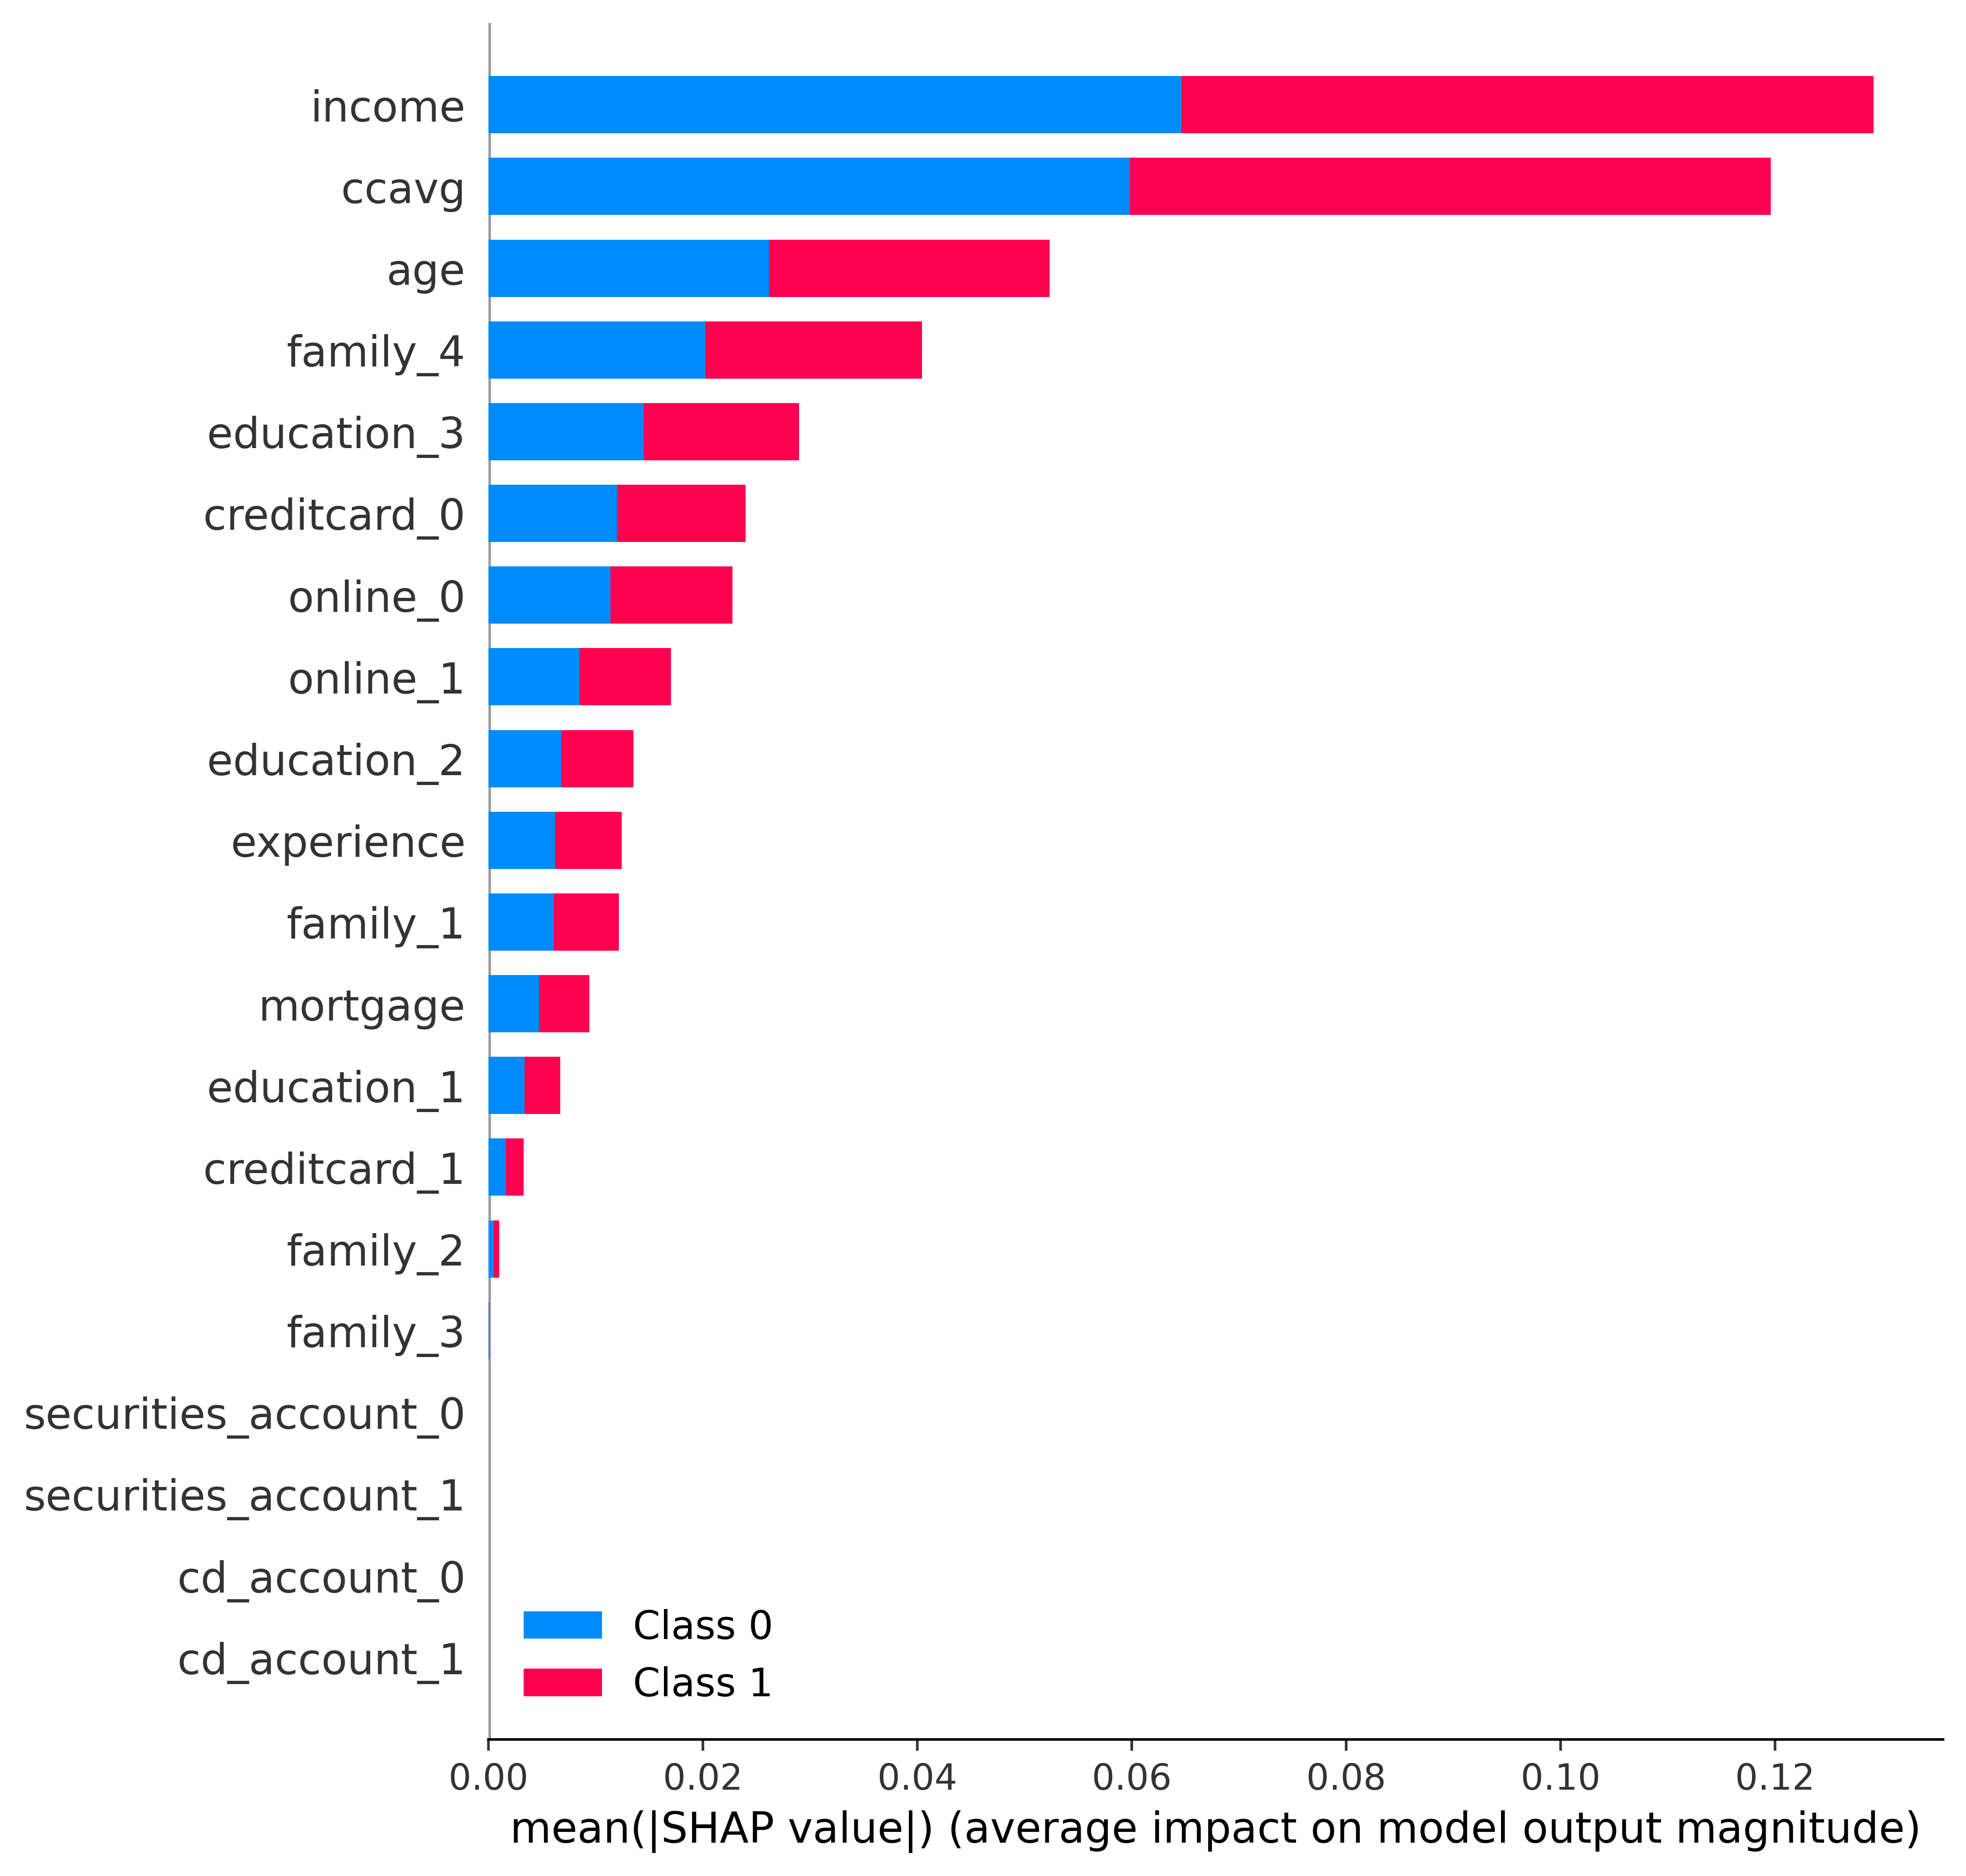 income
ccavg
age
family_4
education_3
creditcard_0
online_0
online_1
education_2
experience
family_1
mortgage
education_1
creditcard_1
family_2
family_3
securities_account_0
securities_account_1
cd_account_0
cd_account_1
Class 0
Class 1
0.00 0.02 0.04 0.06 0.08 0.10 0.12
mean(|SHAP value|) (average impact on model output magnitude)